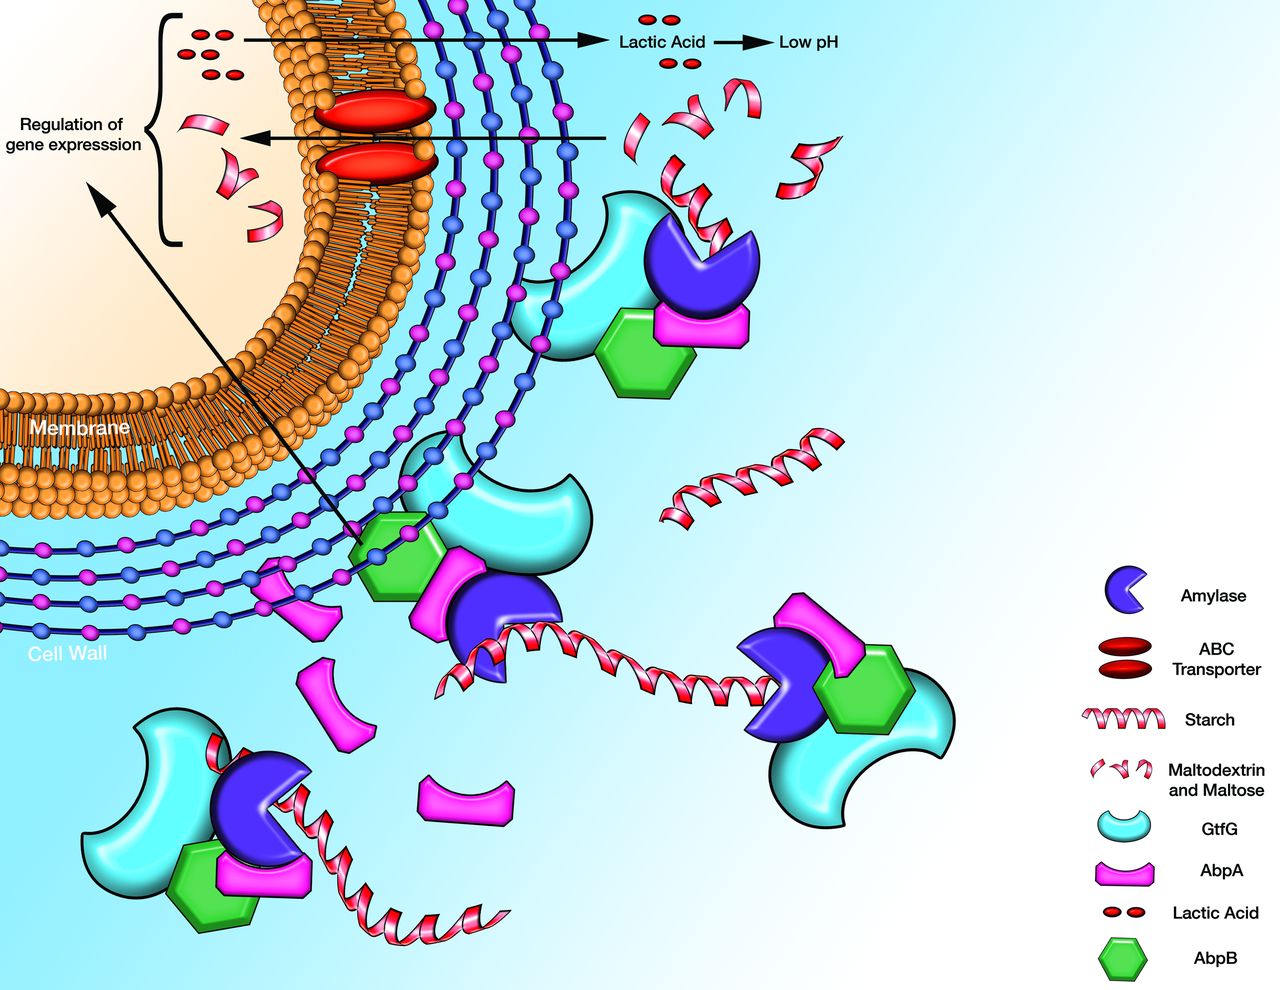 Lactic Acid
Low pH
Regulation of
gene expresssion
Membrane
Cell Wall
Amylase
ABC
Transporter
Starch
Maltodextrin
and Maltose
GtfG
AbpA
Lactic Acid
AbpB